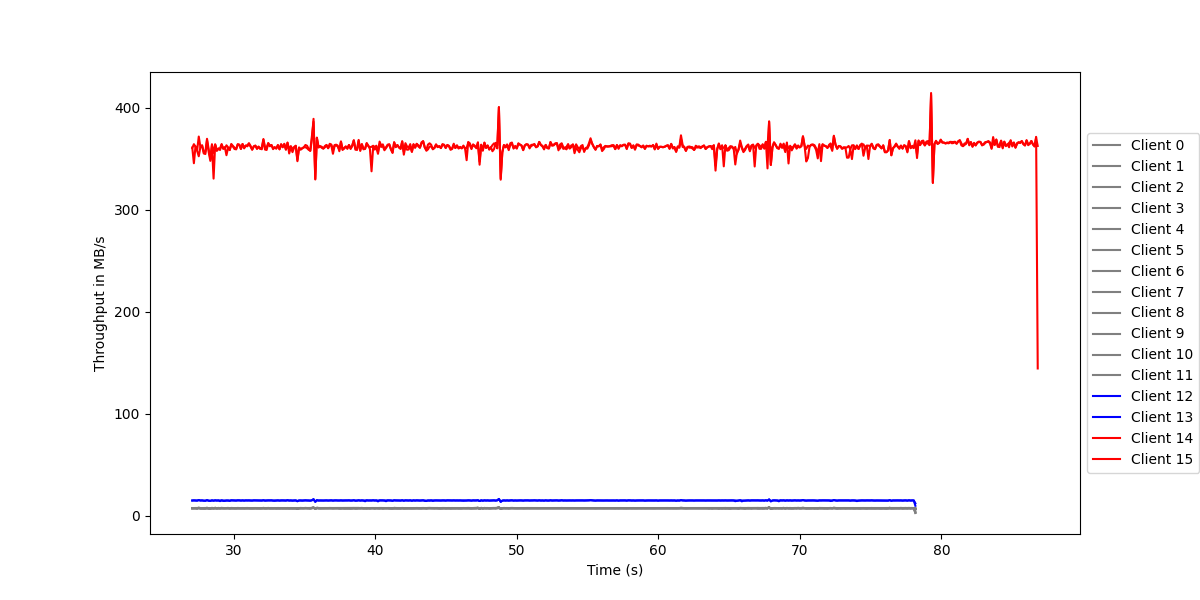 400
300
200
100
0
Throughput in MB/s
30 40 50 60 70 80
Time (s)
Client 0
Client 1
Client 2
Client 3
Client 4
Client 5
Client 6
Client 7
Client 8
Client 9
Client 10
Client 11
Client 12
Client 13
Client 14
Client 15